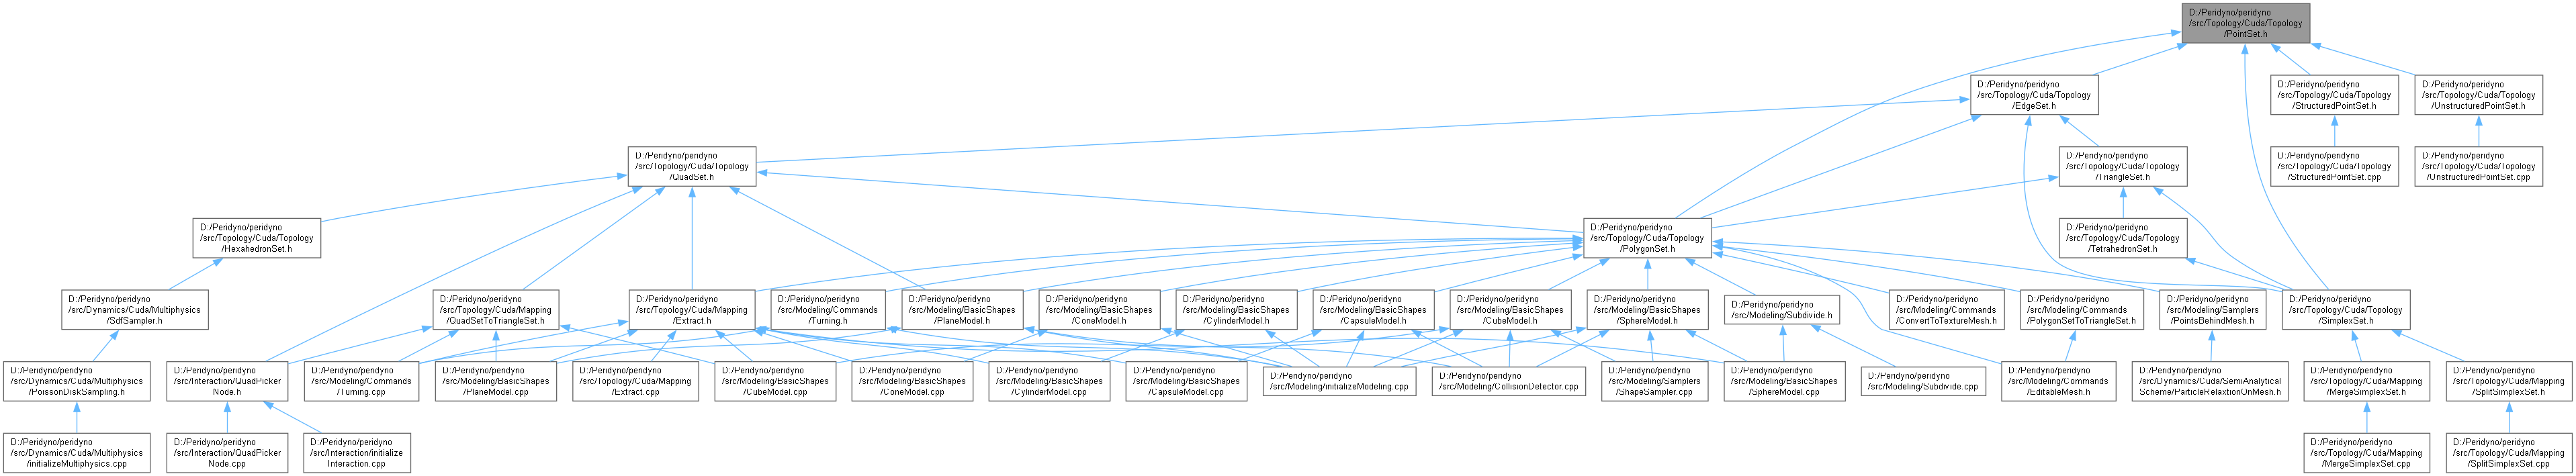 D:/Peridyno/peridyno
/src/Topology/Cuda/Topology
/PointSet.h
D:/Peridyno/peridyno
/src/Topology/Cuda/Topology
/EdgeSet.h
D:/Peridyno/peridyno
/src/Topology/Cuda/Topology
/StructuredPointSet.h
D:/Peridyno/peridyno
/src/Topology/Cuda/Topology
/UnstructuredPointSet.h
D:/Peridyno/peridyno
/src/Topology/Cuda/Topology
/QuadSet.h
D:/Peridyno/peridyno
/src/Topology/Cuda/Topology
/TriangleSet.h
D:/Peridyno/peridyno
/src/Topology/Cuda/Topology
/StructuredPointSet.cpp
D:/Peridyno/peridyno
/src/Topology/Cuda/Topology
/UnstructuredPointSet.cpp
D:/Peridyno/peridyno
/src/Topology/Cuda/Topology
/HexahedronSet.h
D:/Peridyno/peridyno
/src/Topology/Cuda/Topology
/PolygonSet.h
D:/Peridyno/peridyno
/src/Topology/Cuda/Topology
/TetrahedronSet.h
D:/Peridyno/peridyno
/src/Dynamics/Cuda/Multiphysics
/SdfSampler.h
D:/Peridyno/peridyno
/src/Topology/Cuda/Mapping
/QuadSetToTriangleSet.h
D:/Peridyno/peridyno
/src/Topology/Cuda/Mapping
/Extract.h
D:/Peridyno/peridyno
/src/Modeling/Commands
/Turning.h
D:/Peridyno/peridyno
/src/Modeling/BasicShapes
/PlaneModel.h
D:/Peridyno/peridyno
/src/Modeling/BasicShapes
/ConeModel.h
D:/Peridyno/peridyno
/src/Modeling/BasicShapes
/CylinderModel.h
D:/Peridyno/peridyno
/src/Modeling/BasicShapes
/CapsuleModel.h
D:/Peridyno/peridyno
/src/Modeling/BasicShapes
/CubeModel.h
D:/Peridyno/peridyno
/src/Modeling/BasicShapes
/SphereModel.h
D:/Peridyno/peridyno
/src/Modeling/Subdivide.h
D:/Peridyno/peridyno
/src/Modeling/Commands
/ConvertToTextureMesh.h
D:/Peridyno/peridyno
/src/Modeling/Commands
/PolygonSetToTriangleSet.h
D:/Peridyno/peridyno
/src/Modeling/Samplers
/PointsBehindMesh.h
D:/Peridyno/peridyno
/src/Topology/Cuda/Topology
/SimplexSet.h
D:/Peridyno/peridyno
/src/Dynamics/Cuda/Multiphysics
/PoissonDiskSampling.h
D:/Peridyno/peridyno
/src/Interaction/QuadPicker
Node.h
D:/Peridyno/peridyno
/src/Modeling/Commands
/Turning.cpp
D:/Peridyno/peridyno
/src/Modeling/BasicShapes
/PlaneModel.cpp
D:/Peridyno/peridyno
/src/Topology/Cuda/Mapping
/Extract.cpp
D:/Peridyno/peridyno
/src/Modeling/BasicShapes
/CubeModel.cpp
D:/Peridyno/peridyno
/src/Modeling/BasicShapes
/ConeModel.cpp
D:/Peridyno/peridyno
/src/Modeling/BasicShapes
/CylinderModel.cpp
D:/Peridyno/peridyno
/src/Modeling/BasicShapes
/CapsuleModel.cpp
D:/Peridyno/peridyno
/src/Modeling/initializeModeling.cpp
D:/Peridyno/peridyno
/src/Modeling/CollisionDetector.cpp
D:/Peridyno/peridyno
/src/Modeling/Samplers
/ShapeSampler.cpp
D:/Peridyno/peridyno
/src/Modeling/BasicShapes
/SphereModel.cpp
D:/Peridyno/peridyno
/src/Modeling/Subdivide.cpp
D:/Peridyno/peridyno
/src/Modeling/Commands
/EditableMesh.h
D:/Peridyno/peridyno
/src/Dynamics/Cuda/SemiAnalytical
Scheme/ParticleRelaxtionOnMesh.h
D:/Peridyno/peridyno
/src/Topology/Cuda/Mapping
/MergeSimplexSet.h
D:/Peridyno/peridyno
/src/Topology/Cuda/Mapping
/SplitSimplexSet.h
D:/Peridyno/peridyno
/src/Dynamics/Cuda/Multiphysics
/initializeMultiphysics.cpp
D:/Peridyno/peridyno
/src/Interaction/QuadPicker
Node.cpp
D:/Peridyno/peridyno
/src/Interaction/initialize
Interaction.cpp
D:/Peridyno/peridyno
/src/Topology/Cuda/Mapping
/MergeSimplexSet.cpp
D:/Peridyno/peridyno
/src/Topology/Cuda/Mapping
/SplitSimplexSet.cpp